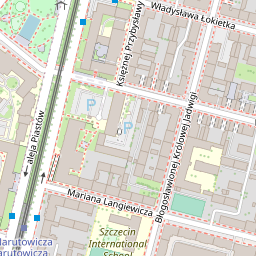 Władysława Łokietka
Księżnej Przybysławy
aleja Piastów
P
P
Błogosławionej Królowej Jadwigi
Mariana Langiewicza
Szczecin
International
School
Narutowicza
Narutowicza